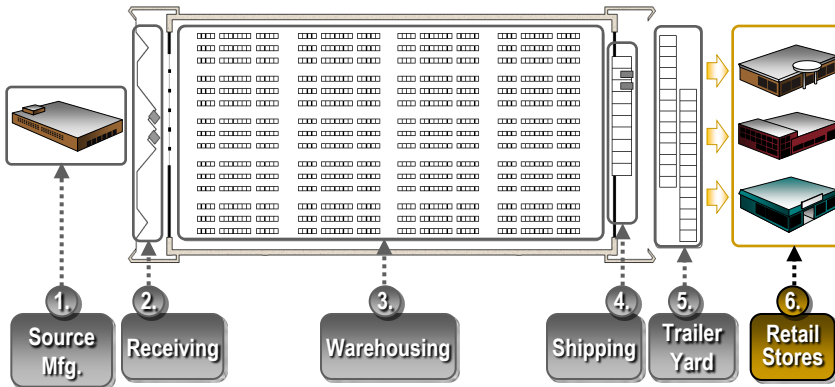 1.
Source
Mfg.
2.
Receiving
3.
Warehousing
4.
Shipping
5.
Trailer
Yard
6.
Retail
Stores